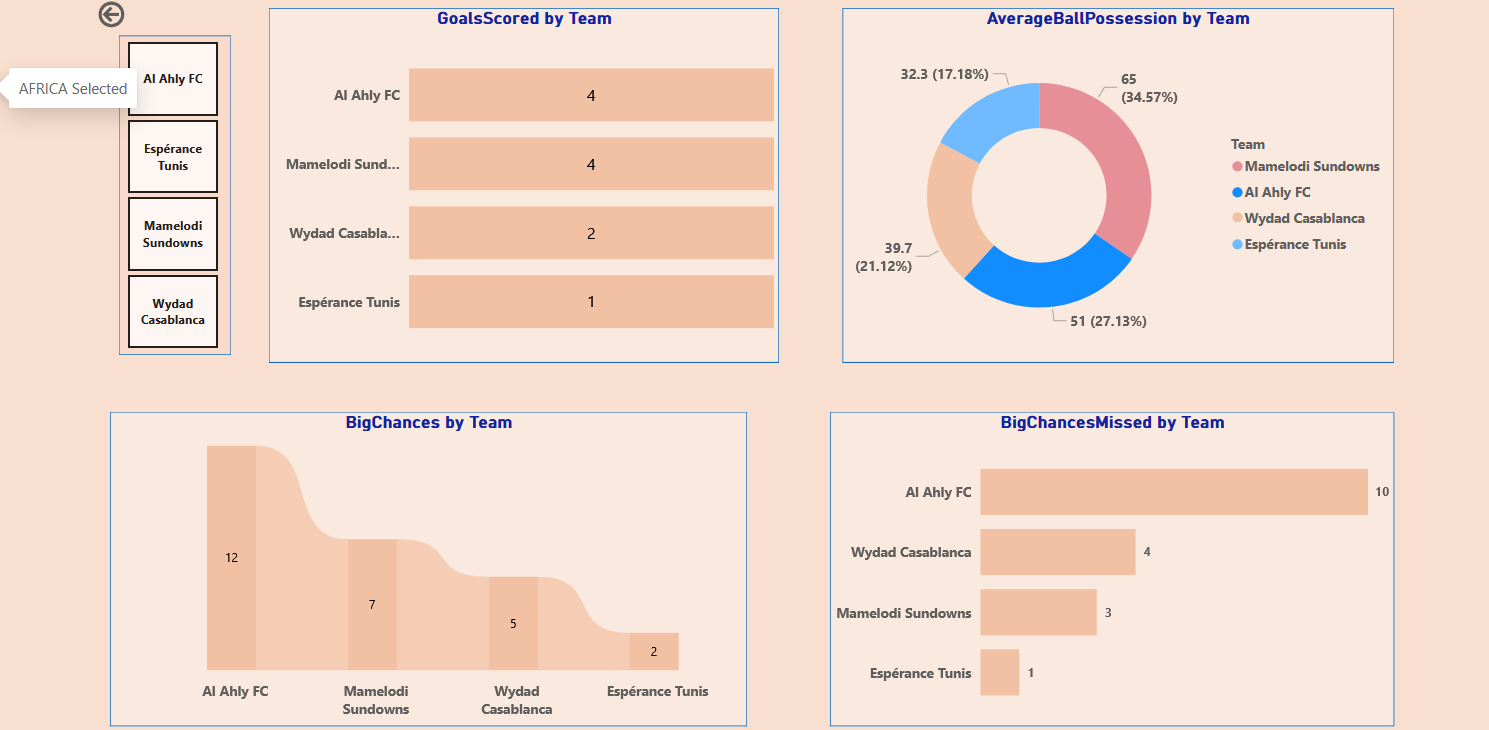 AFRICA Selected
Al Ahly FC
Espérance
Tunis
Mamelodi
Sundowns
Wydad
Casablanca
GoalsScored by Team
Al Ahly FC
4
Mamelodi Sund...
4
Wydad Casabla...
2
Espérance Tunis
1
AverageBallPossession by Team
32.3 (17.18%)
65
(34.57%)
39.7
(21.12%)
51 (27.13%)
Team
Mamelodi Sundowns
Al Ahly FC
Wydad Casablanca
Espérance Tunis
BigChances by Team
12
7
5
2
Al Ahly FC
Mamelodi
Sundowns
Wydad
Casablanca
Espérance Tunis
BigChancesMissed by Team
Al Ahly FC
10
Wydad Casablanca
4
Mamelodi Sundowns
3
Espérance Tunis
1